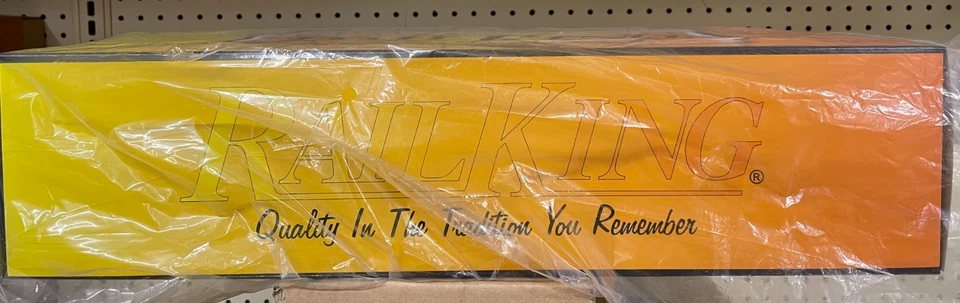 RAILKING®
Quality In The Tradition You Remember